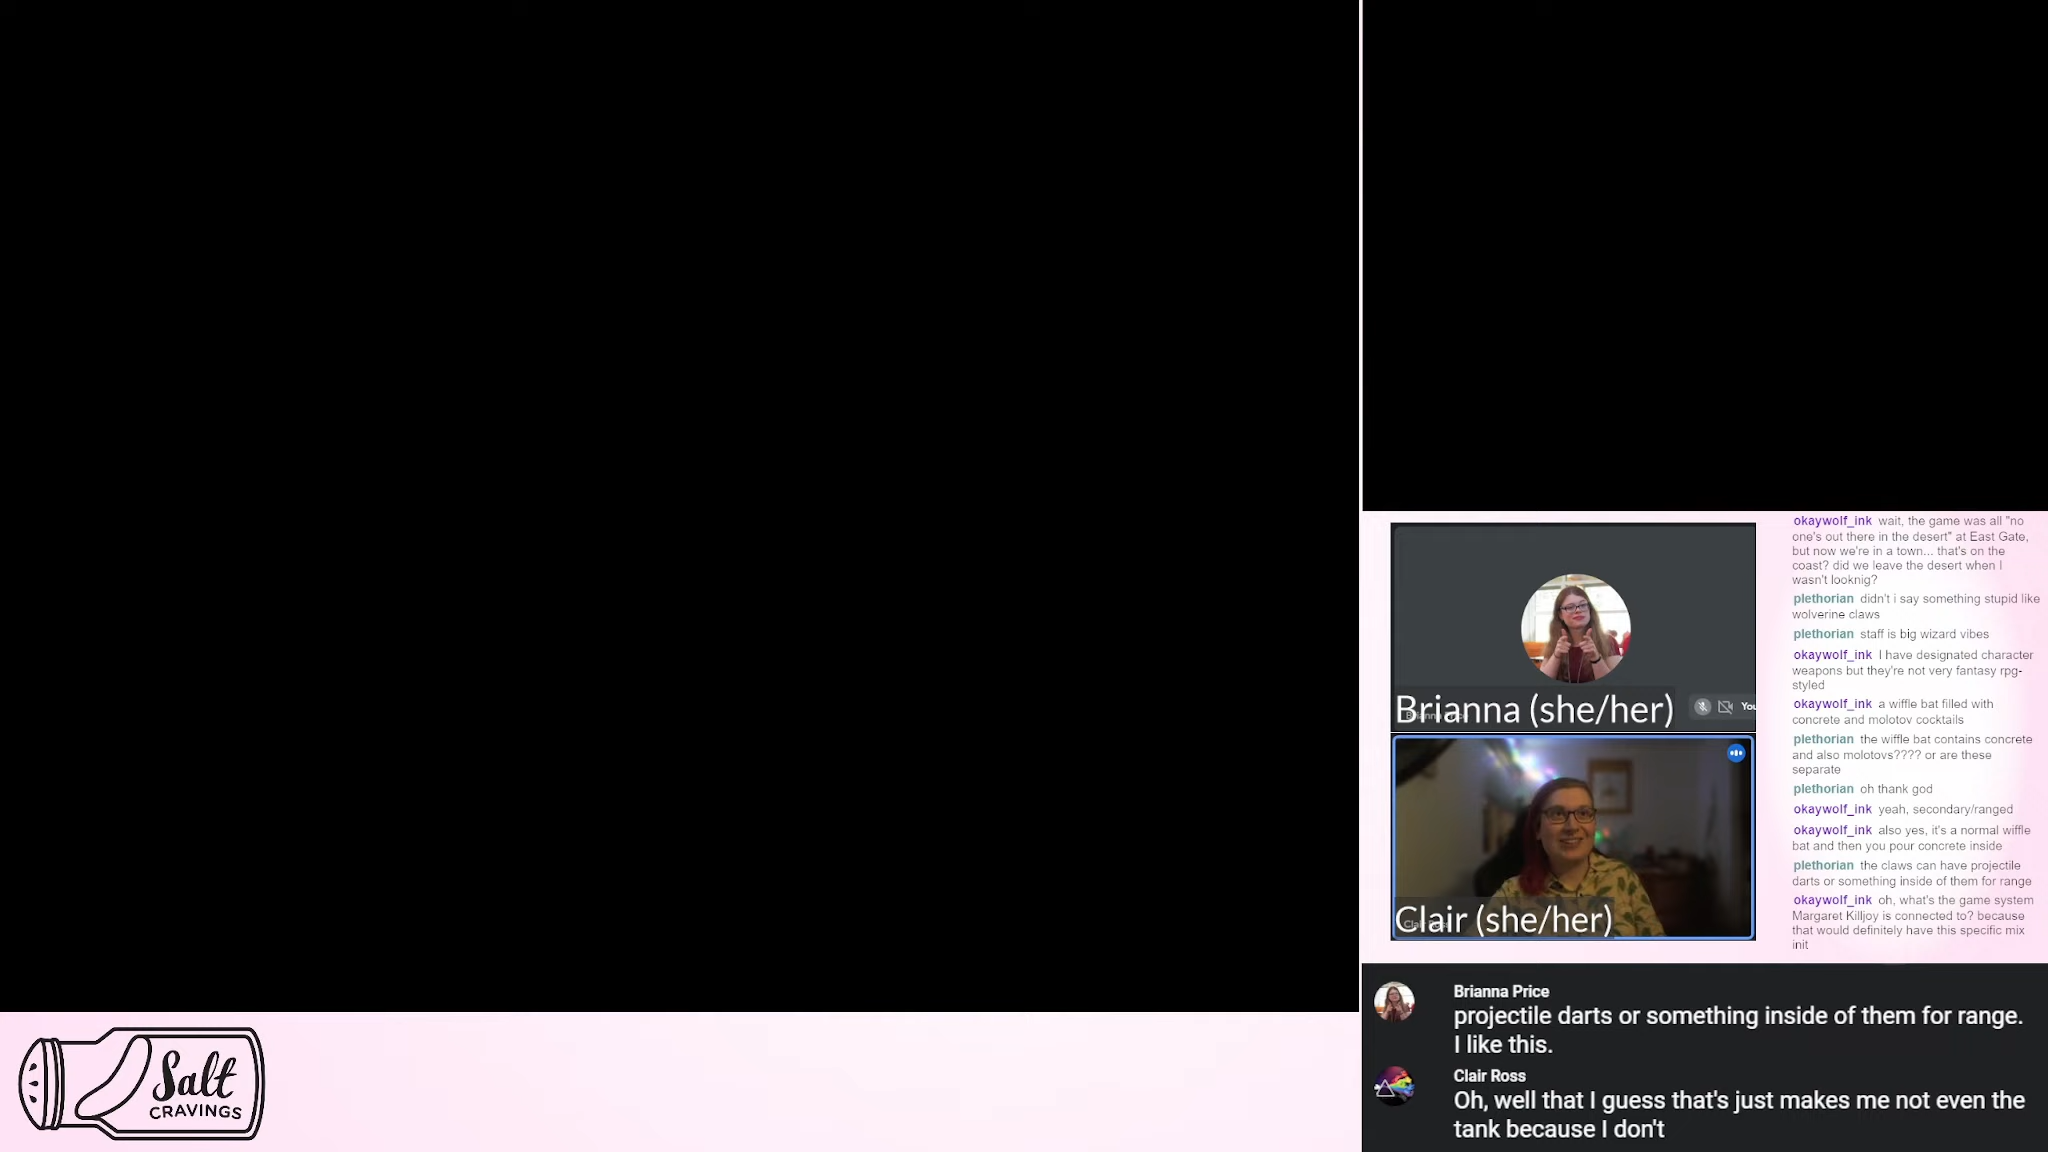 okaywolf_ink wait, the game was all "no
one's out there in the desert" at East Gate,
but now we're in a town... that's on the
coast? did we leave the desert when I
wasn't looknig?
plethorian didn't i say something stupid like
wolverine claws
plethorian staff is big wizard vibes
okaywolf_ink I have designated character
weapons but they're not very fantasy rpg-
styled
okaywolf_ink a wiffle bat filled with
concrete and molotov cocktails
plethorian the wiffle bat contains concrete
and also molotovs???? or are these
separate
plethorian oh thank god
okaywolf_ink yeah, secondary/ranged
okaywolf_ink also yes, it's a normal wiffle
bat and then you pour concrete inside
plethorian the claws can have projectile
darts or something inside of them for range
okaywolf_ink oh, what's the game system
Margaret Killjoy is connected to? because
that would definitely have this specific mix
init
Brianna (she/her)
You
Clair (she/her)
Brianna Price
projectile darts or something inside of them for range.
I like this.
Clair Ross
Oh, well that I guess that's just makes me not even the
tank because I don't
Salt
CRAVINGS